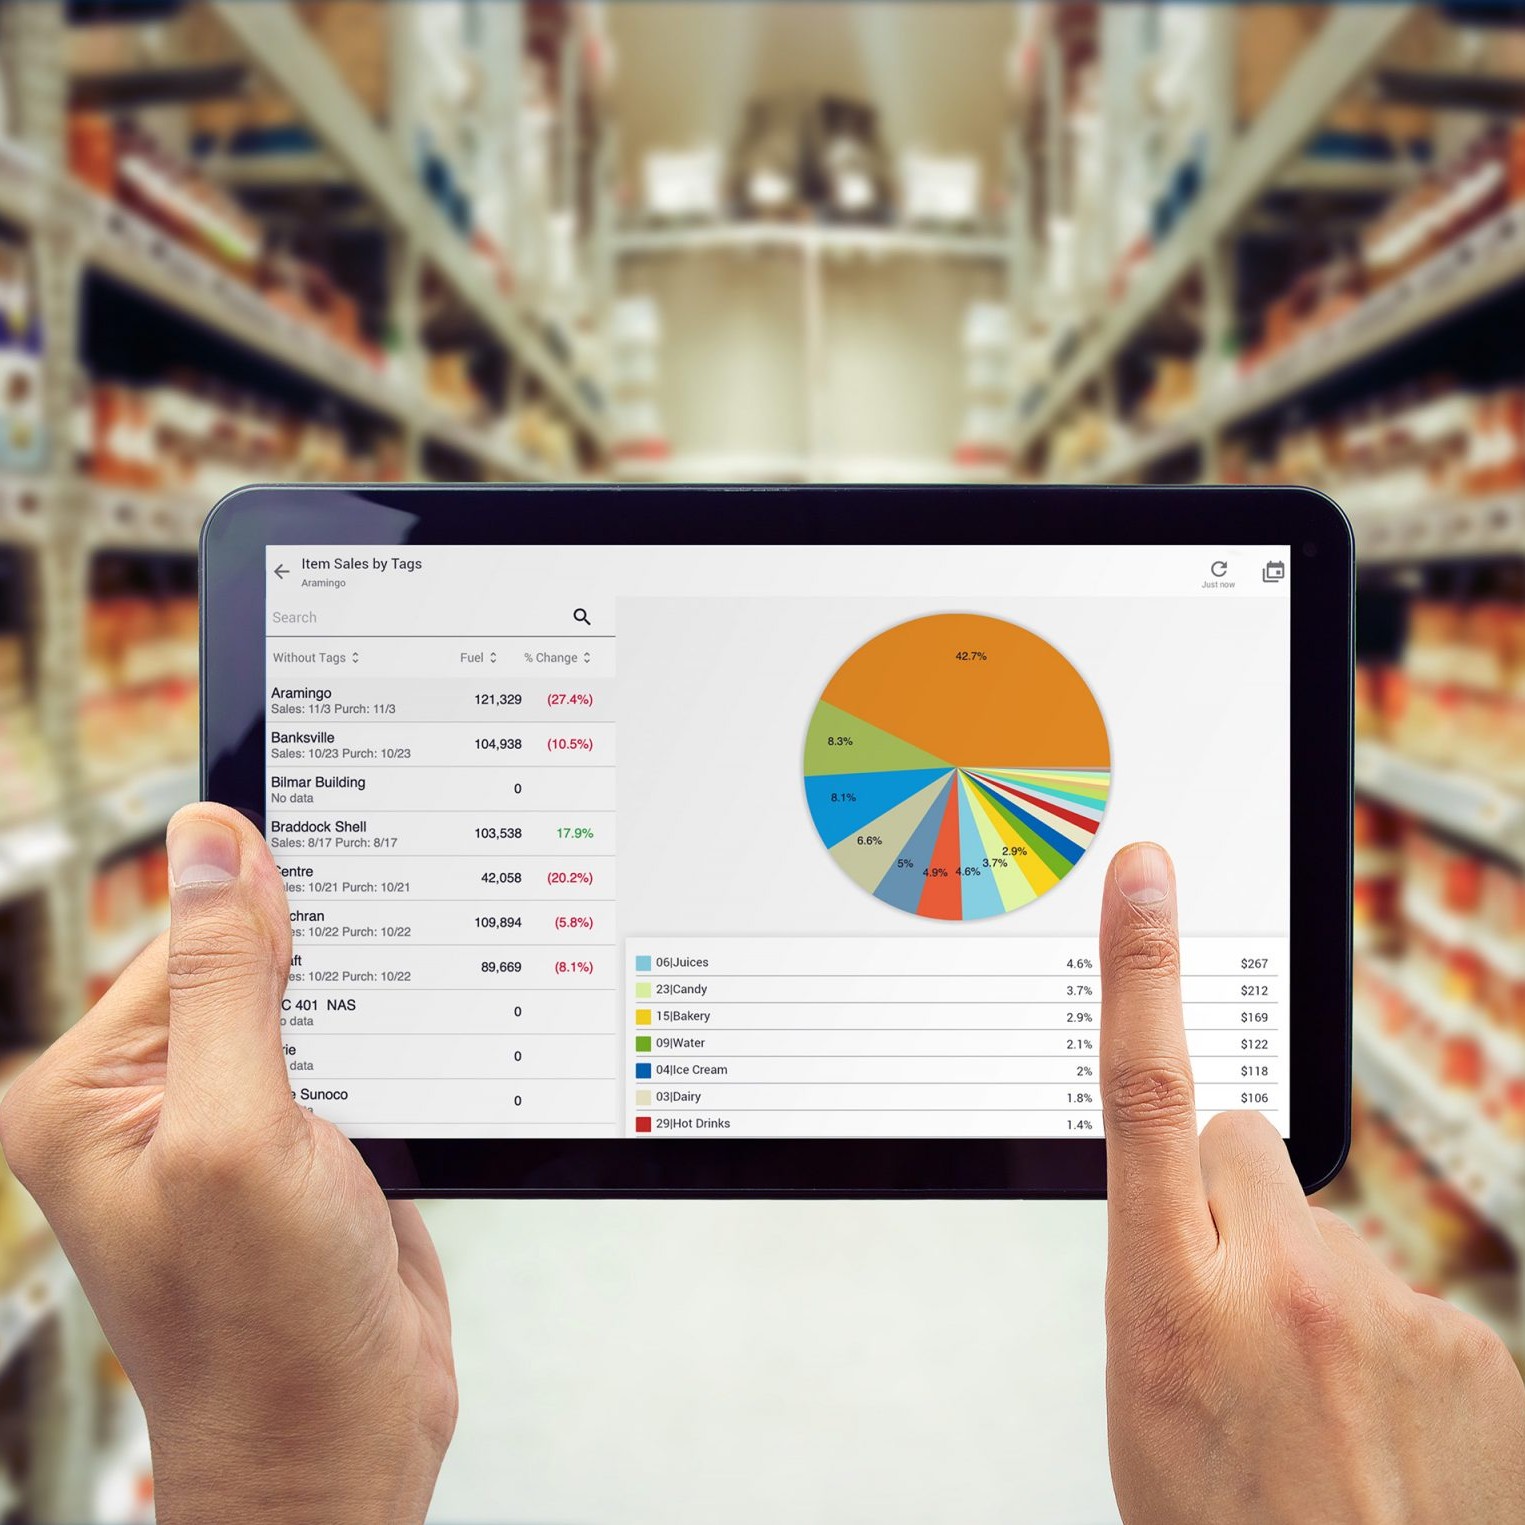 Item Sales by Tags
Aramingo
Just now
Search
Without Tags Fuel % Change
Aramingo 121,329 (27.4%)
Sales: 11/3 Purch: 11/3
Banksville 104,938 (10.5%)
Sales: 10/23 Purch: 10/23
Bilmar Building 0
No data
Braddock Shell 103,538 17.9%
Sales: 8/17 Purch: 8/17
entre 42,058 (20.2%)
les: 10/21 Purch: 10/21
chran 109,894 (5.8%)
es: 10/22 Purch: 10/22
aft 89,669 (8.1%)
es: 10/22 Purch: 10/22
C 401 NAS 0
o data
rie 0
data
e Sunoco 0
42.7%
8.3%
8.1%
6.6%
5%
4.9%
4.6%
3.7%
2.9%
06|Juices 4.6% $267
23|Candy 3.7% $212
15|Bakery 2.9% $169
09|Water 2.1% $122
04|Ice Cream 2% $118
03|Dairy 1.8% $106
29|Hot Drinks 1.4%